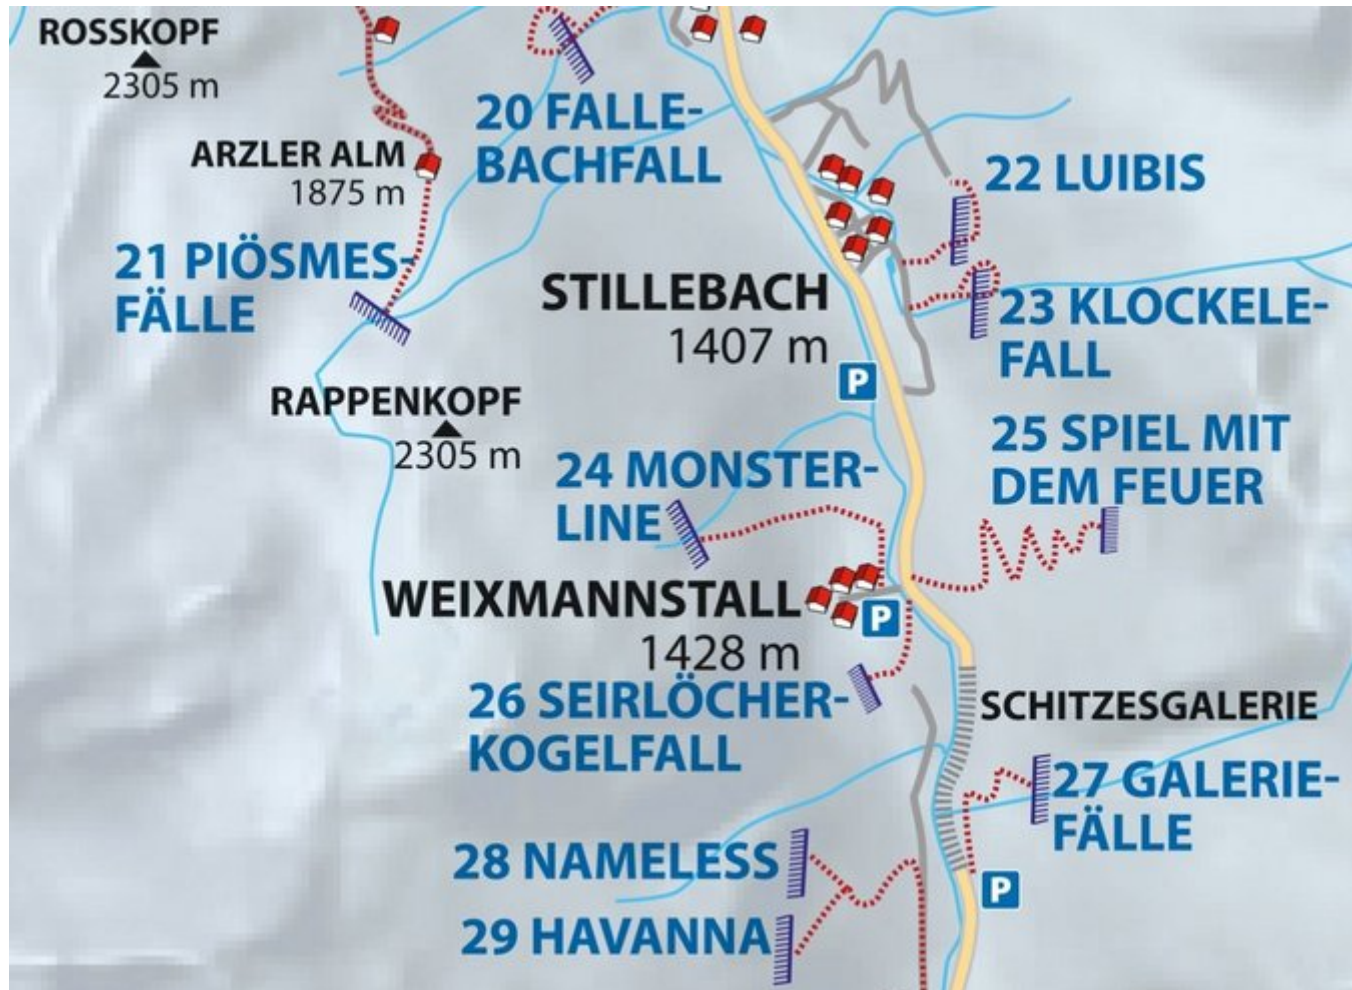 ROSSKOPF
2305 m
20 FALLE-
BACHFALL
ARZLER ALM
1875 m
22 LUIBIS
21 PIÖSMES-
FÄLLE
STILLEBACH
1407 m
23 KLOCKELE-
FALL
P
RAPPENKOPF
2305 m
25 SPIEL MIT
DEM FEUER
24 MONSTER-
LINE
WEIXMANNSTALL
1428 m
P
26 SEIRLÖCHER-
KOGELFALL
SCHITZESGALERIE
27 GALERIE-
FÄLLE
28 NAMELESS
P
29 HAVANNA